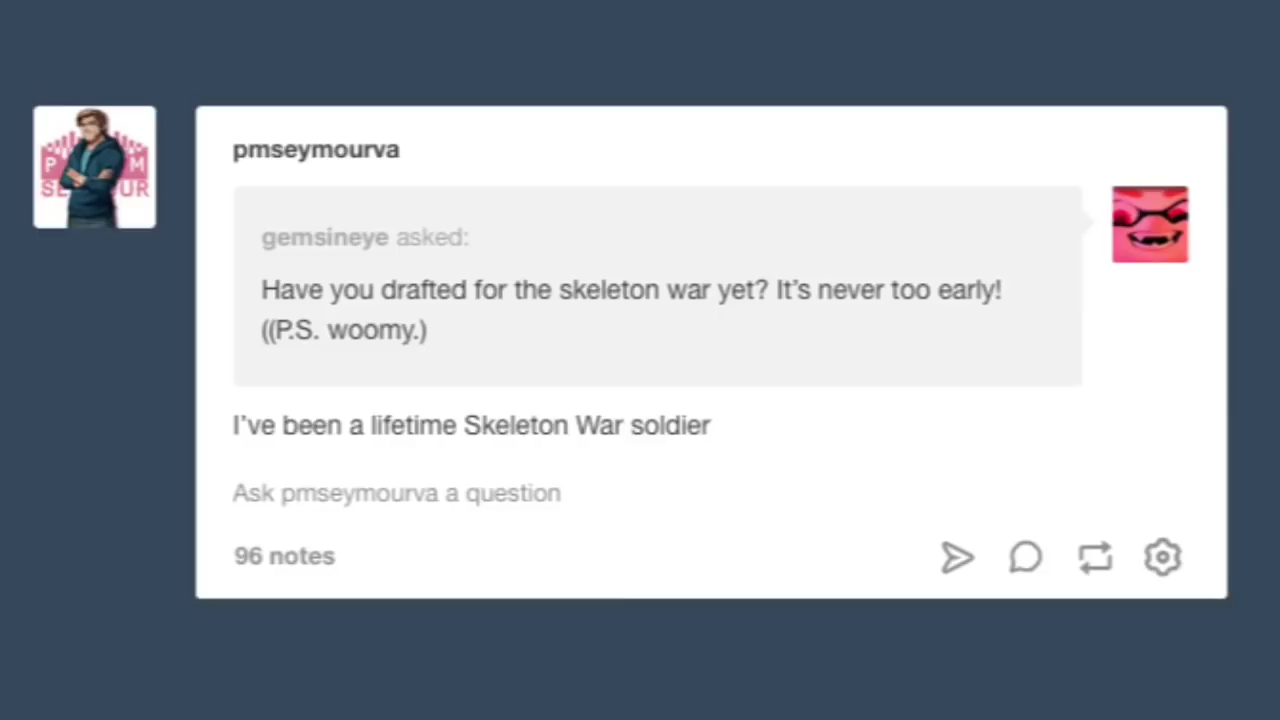 pmseymourva
gemsineye asked:
Have you drafted for the skeleton war yet? It's never too early!
((P.S. woomy.)
I've been a lifetime Skeleton War soldier
Ask pmseymourva a question
96 notes